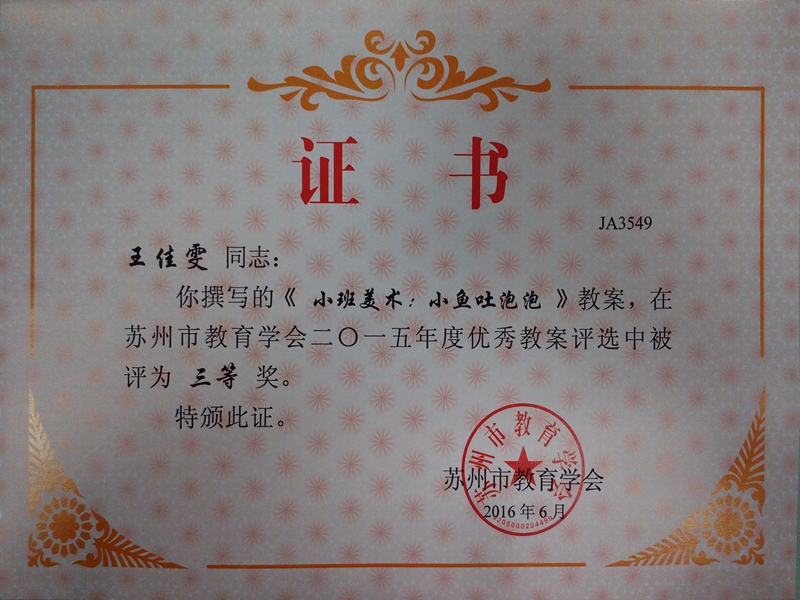 证书
JA3549
王佳雯 同志：
你撰写的《 小班美术：小鱼吐泡泡 》教案，在
苏州市教育学会二〇一五年度优秀教案评选中被
评为 三等 奖。
特颁此证。
苏州市教育学会
苏州市教育学会
2016年6月